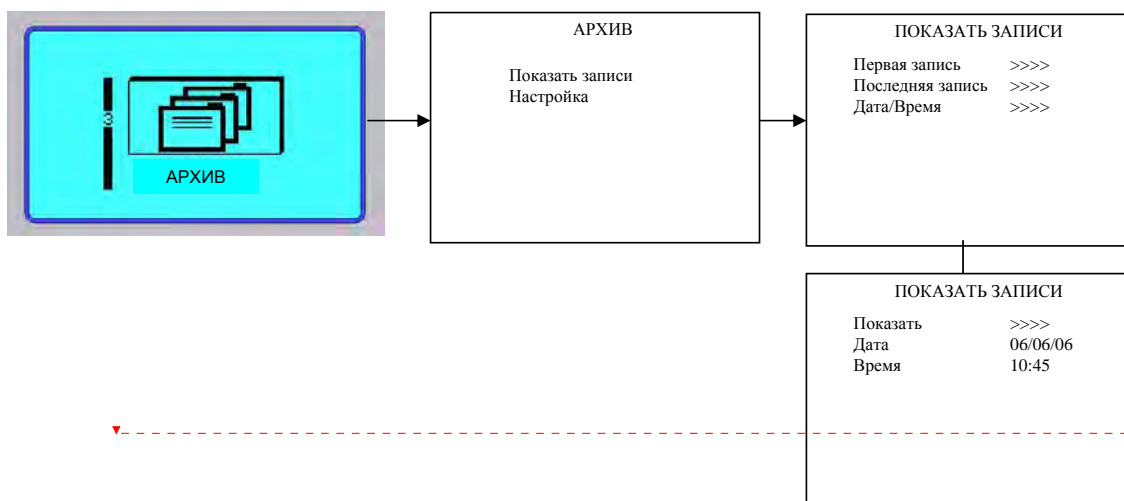 3
АРХИВ
АРХИВ
Показать записи
Настройка
ПОКАЗАТЬ ЗАПИСИ
Первая запись >>>>
Последняя запись >>>>
Дата/Время >>>>
ПОКАЗАТЬ ЗАПИСИ
Показать >>>>
Дата 06/06/06
Время 10:45